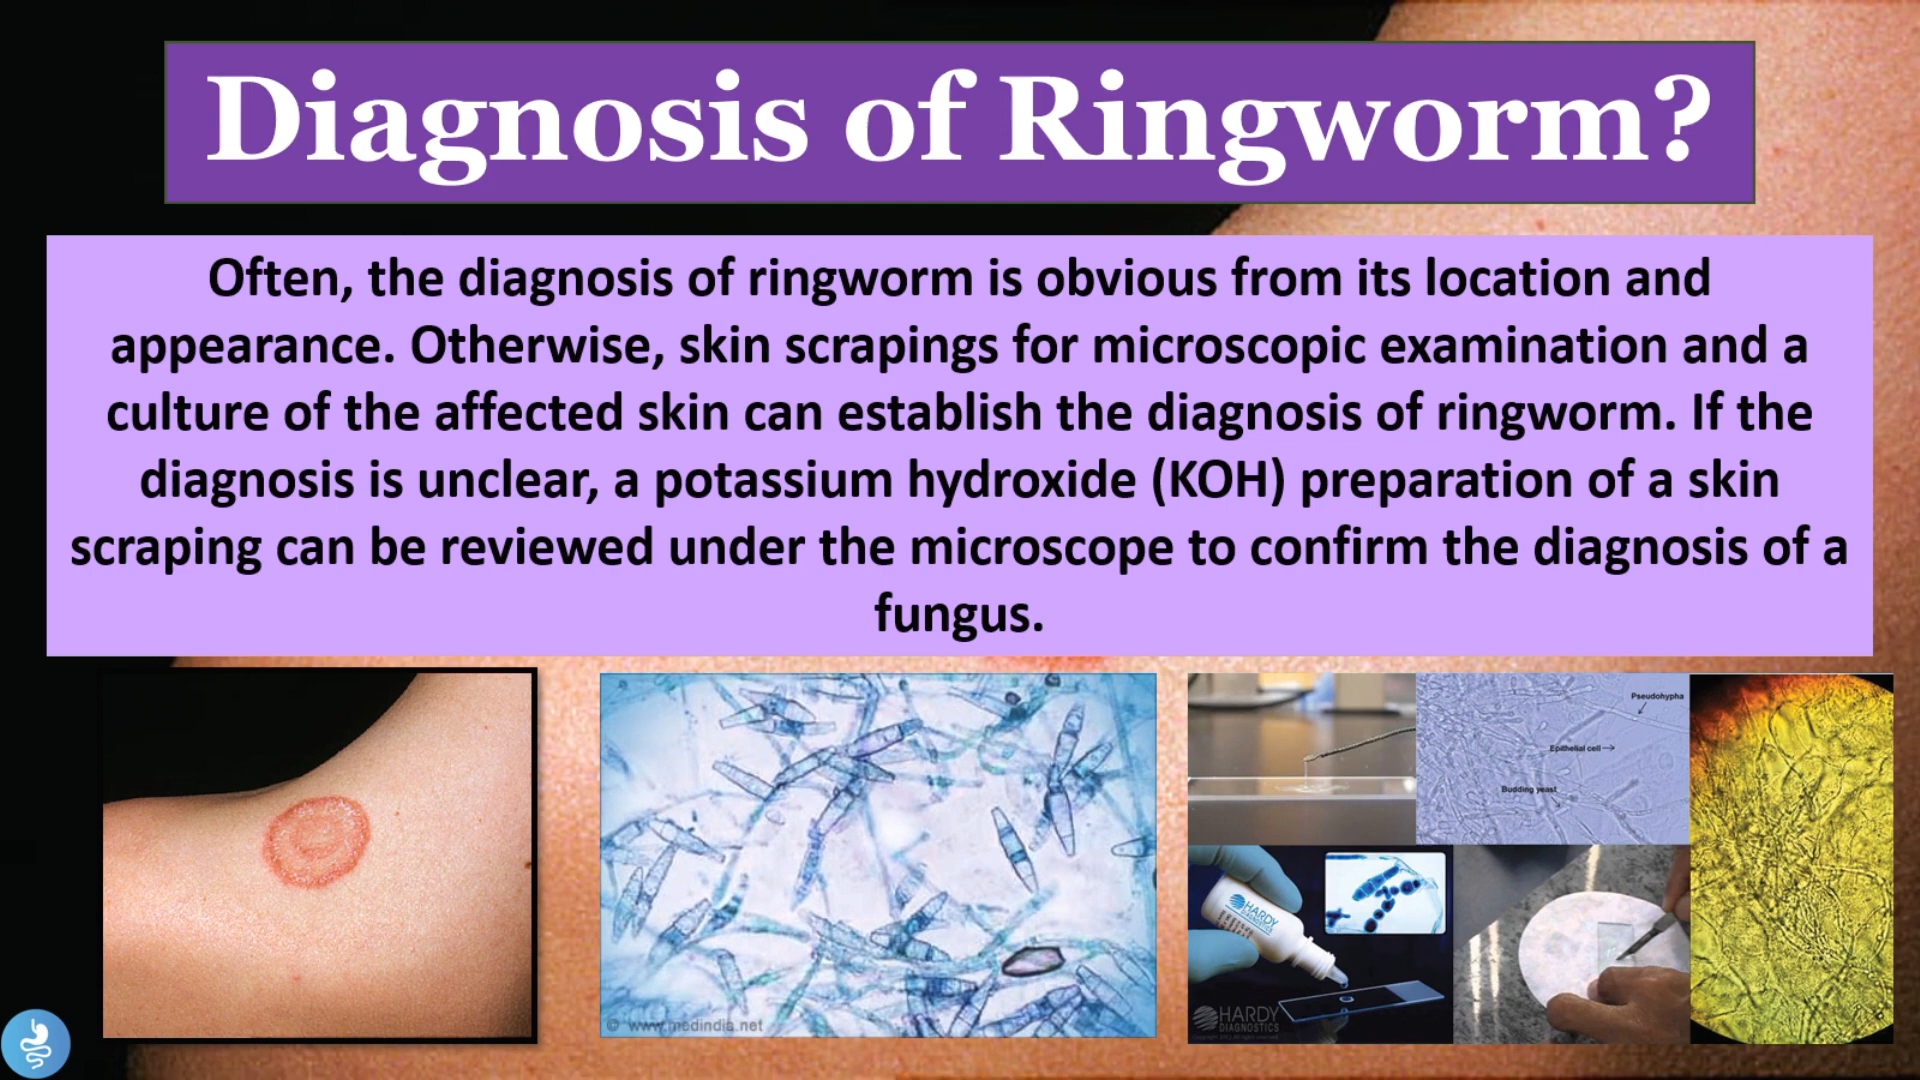 Diagnosis of Ringworm?
Often, the diagnosis of ringworm is obvious from its location and
appearance. Otherwise, skin scrapings for microscopic examination and a
culture of the affected skin can establish the diagnosis of ringworm. If the
diagnosis is unclear, a potassium hydroxide (KOH) preparation of a skin
scraping can be reviewed under the microscope to confirm the diagnosis of a
fungus.
© www.medindia.net
Pseudohypha
Epithelial cell
Budding yeast
HARDY
DIAGNOSTICS
HARDY
DIAGNOSTICS